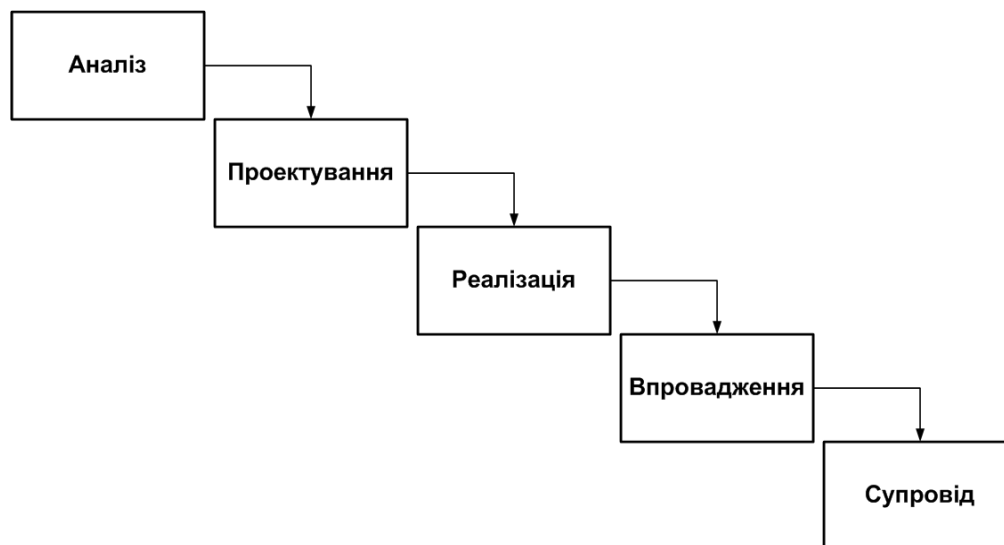 Аналіз
Проектування
Реалізація
Впровадження
Супровід